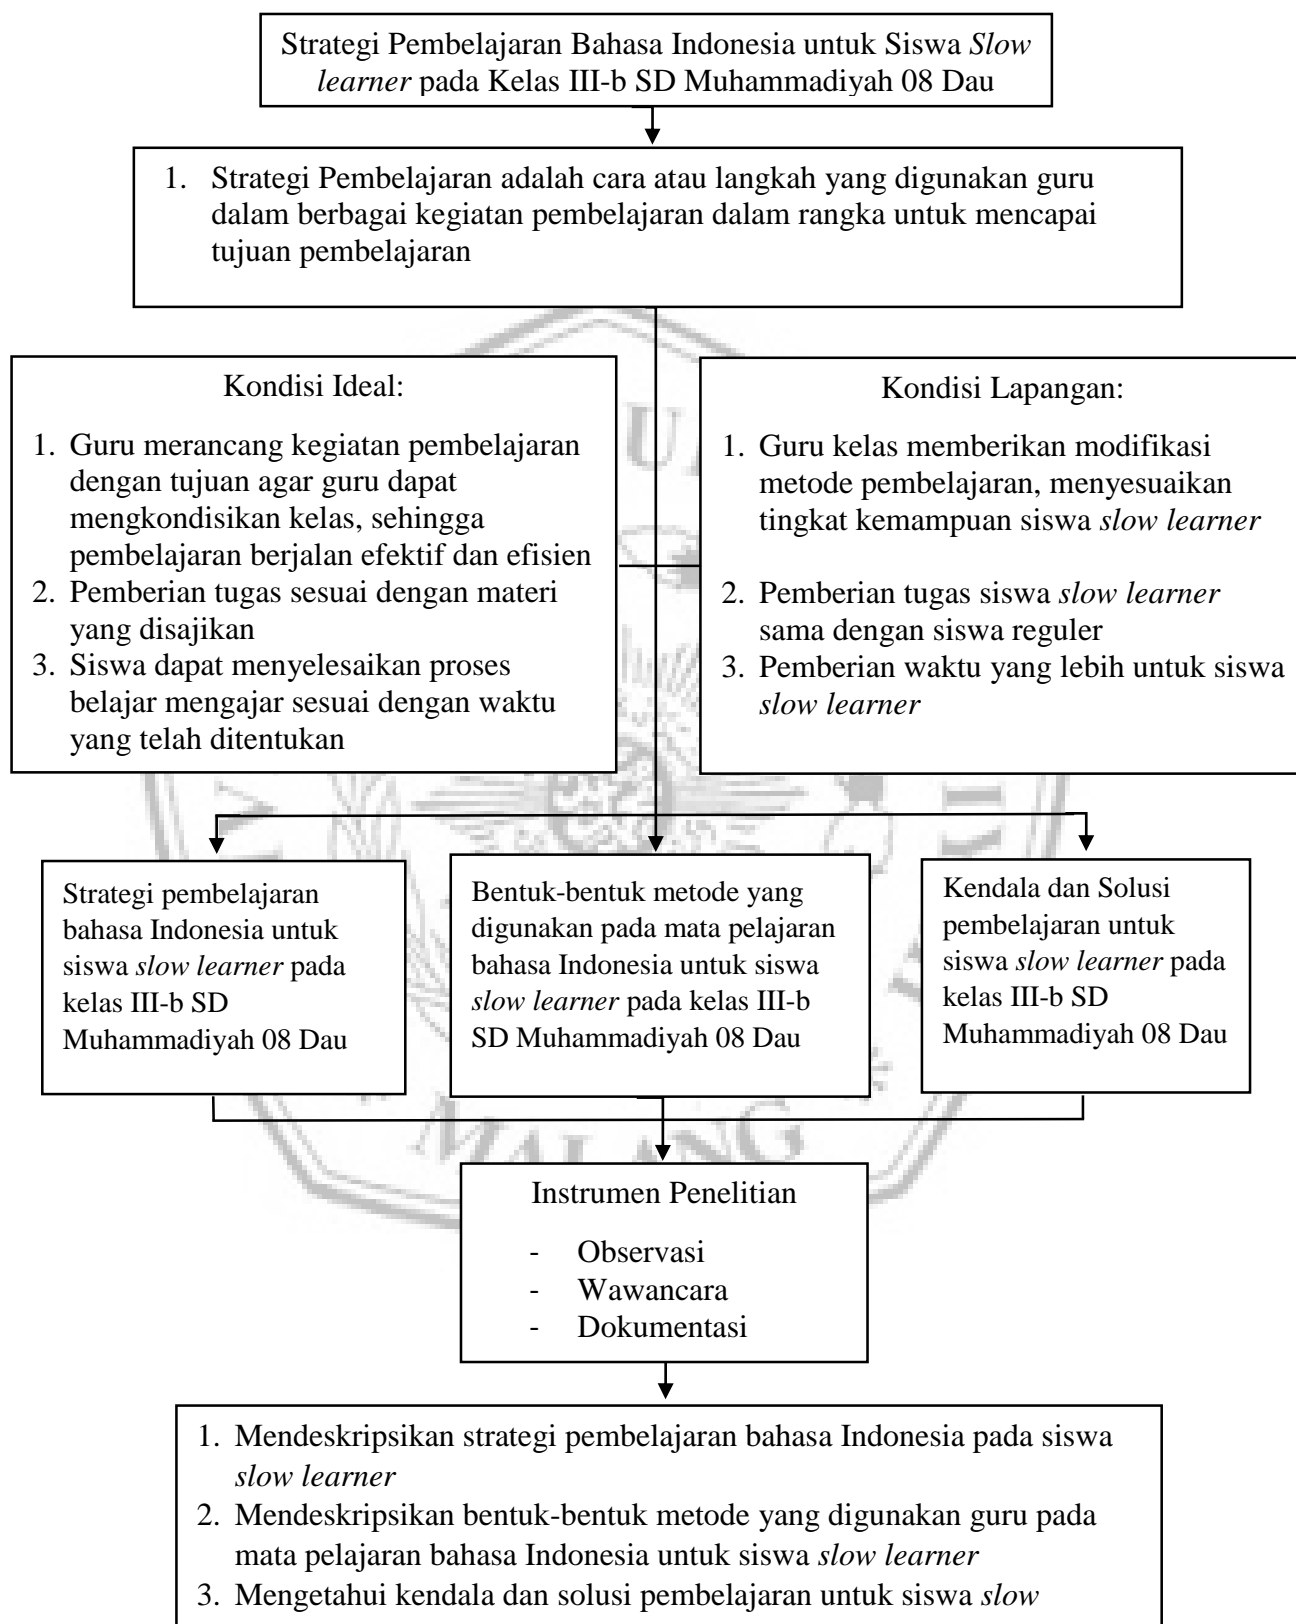 Strategi Pembelajaran Bahasa Indonesia untuk Siswa Slow
learner pada Kelas III-b SD Muhammadiyah 08 Dau
1. Strategi Pembelajaran adalah cara atau langkah yang digunakan guru
dalam berbagai kegiatan pembelajaran dalam rangka untuk mencapai
tujuan pembelajaran
Kondisi Ideal:
1. Guru merancang kegiatan pembelajaran
dengan tujuan agar guru dapat
mengkondisikan kelas, sehingga
pembelajaran berjalan efektif dan efisien
2. Pemberian tugas sesuai dengan materi
yang disajikan
3. Siswa dapat menyelesaikan proses
belajar mengajar sesuai dengan waktu
yang telah ditentukan
Kondisi Lapangan:
1. Guru kelas memberikan modifikasi
metode pembelajaran, menyesuaikan
tingkat kemampuan siswa slow learner
2. Pemberian tugas siswa slow learner
sama dengan siswa reguler
3. Pemberian waktu yang lebih untuk siswa
slow learner
Strategi pembelajaran
bahasa Indonesia untuk
siswa slow learner pada
kelas III-b SD
Muhammadiyah 08 Dau
Bentuk-bentuk metode yang
digunakan pada mata pelajaran
bahasa Indonesia untuk siswa
slow learner pada kelas III-b
SD Muhammadiyah 08 Dau
Kendala dan Solusi
pembelajaran untuk
siswa slow learner pada
kelas III-b SD
Muhammadiyah 08 Dau
MALANG
Instrumen Penelitian
- Observasi
- Wawancara
- Dokumentasi
1. Mendeskripsikan strategi pembelajaran bahasa Indonesia pada siswa
slow learner
2. Mendeskripsikan bentuk-bentuk metode yang digunakan guru pada
mata pelajaran bahasa Indonesia untuk siswa slow learner
3. Mengetahui kendala dan solusi pembelajaran untuk siswa slow